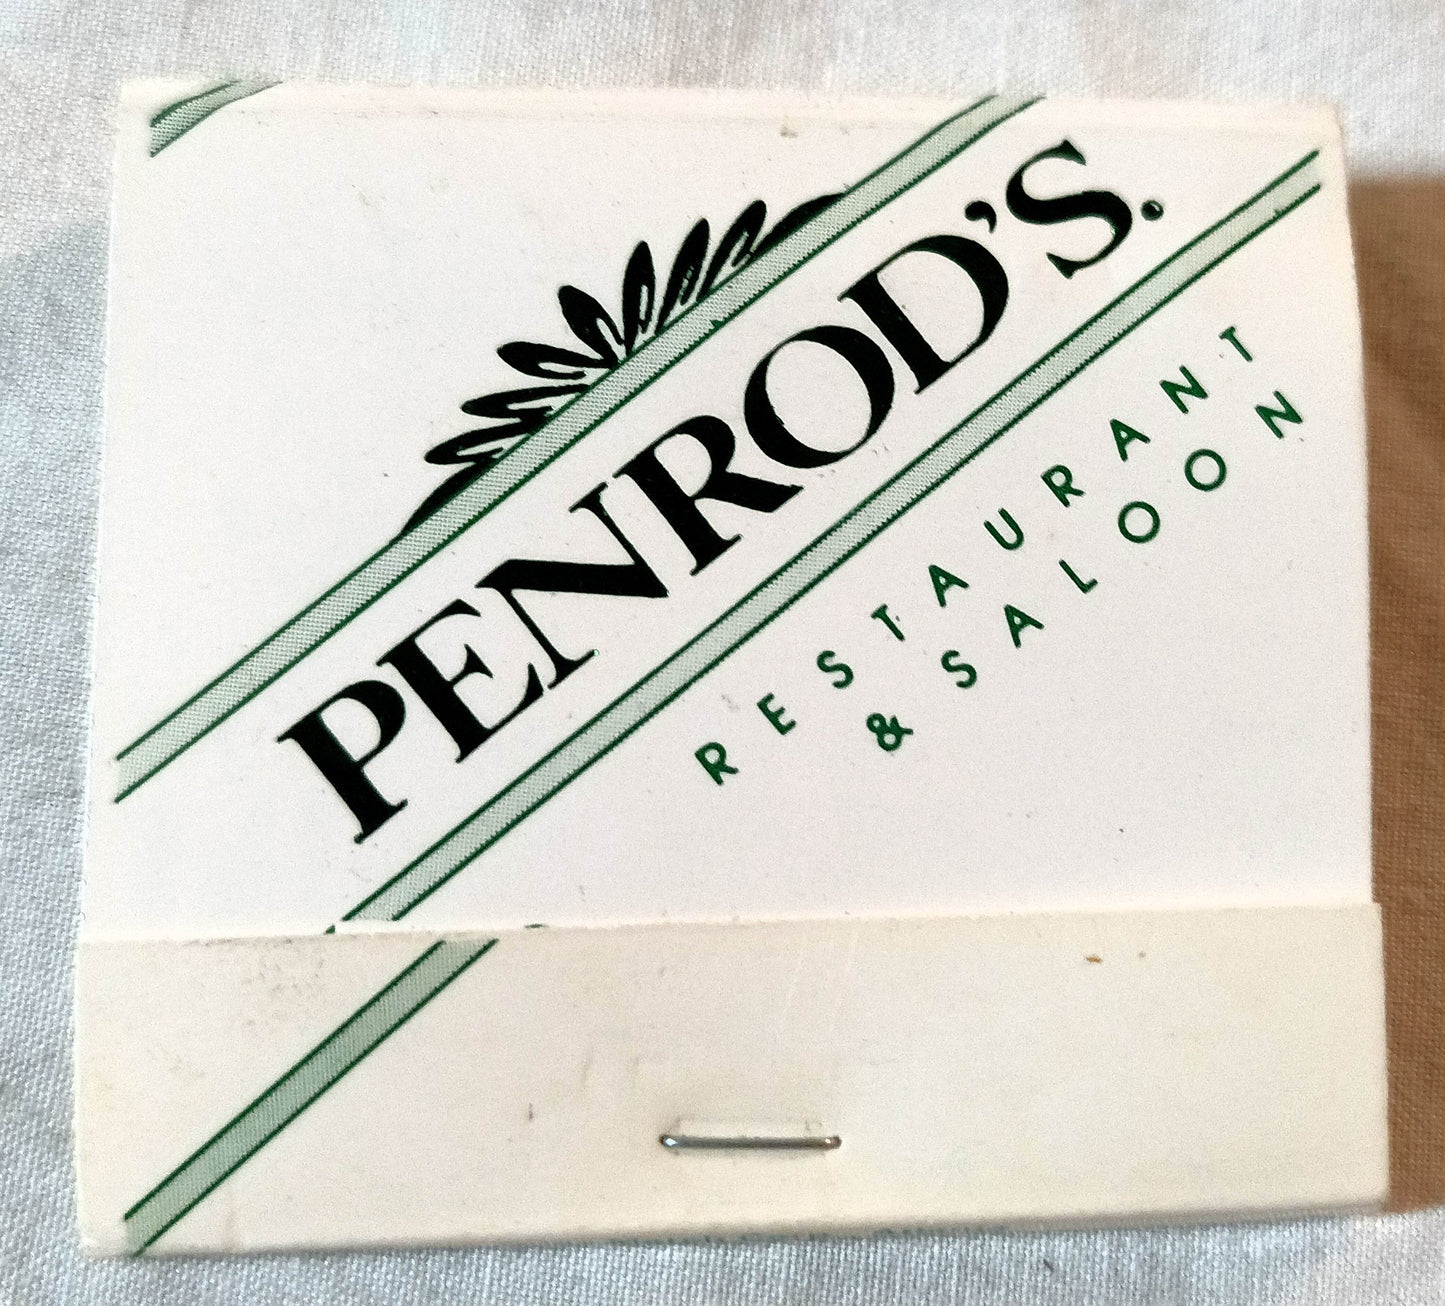 PENROD'S.
RESTAURANT
& SALOON